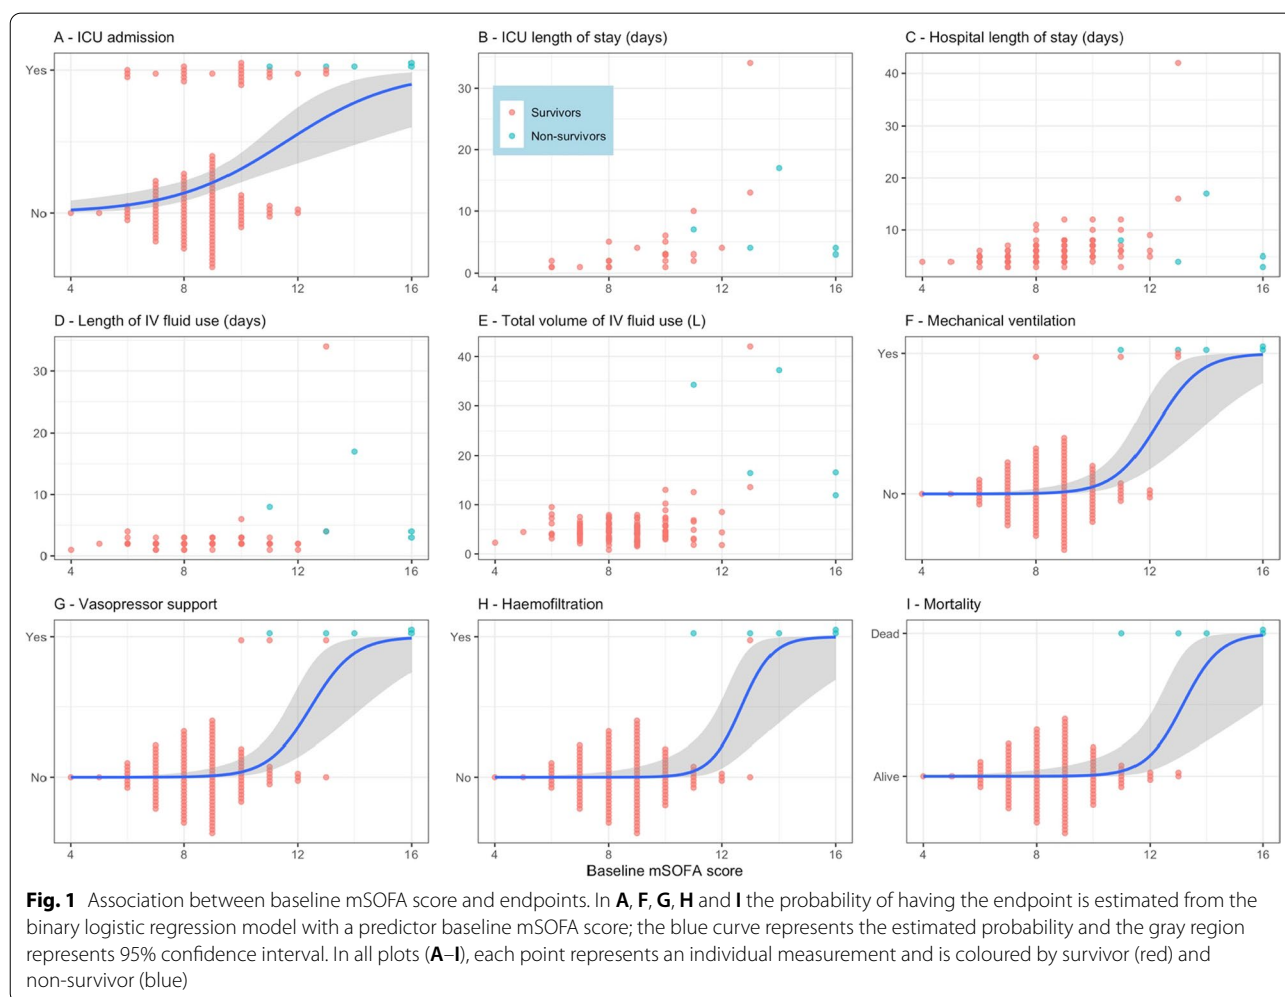 A - ICU admission
B - ICU length of stay (days)
C - Hospital length of stay (days)
Yes
No
4 8 12 16
30
20
10
0
4 8 12 16
Survivors
Non-survivors
40
30
20
10
4 8 12 16
D - Length of IV fluid use (days)
E - Total volume of IV fluid use (L)
F - Mechanical ventilation
30
20
10
0
4 8 12 16
40
30
20
10
0
4 8 12 16
Yes
No
4 8 12 16
G - Vasopressor support
H - Haemofiltration
I - Mortality
Yes
No
4 8 12 16
Yes
No
4 8 12 16
Dead
Alive
4 8 12 16
Baseline mSOFA score
Fig. 1 Association between baseline mSOFA score and endpoints. In A, F, G, H and I the probability of having the endpoint is estimated from the
binary logistic regression model with a predictor baseline mSOFA score; the blue curve represents the estimated probability and the gray region
represents 95% confidence interval. In all plots (A–I), each point represents an individual measurement and is coloured by survivor (red) and
non-survivor (blue)